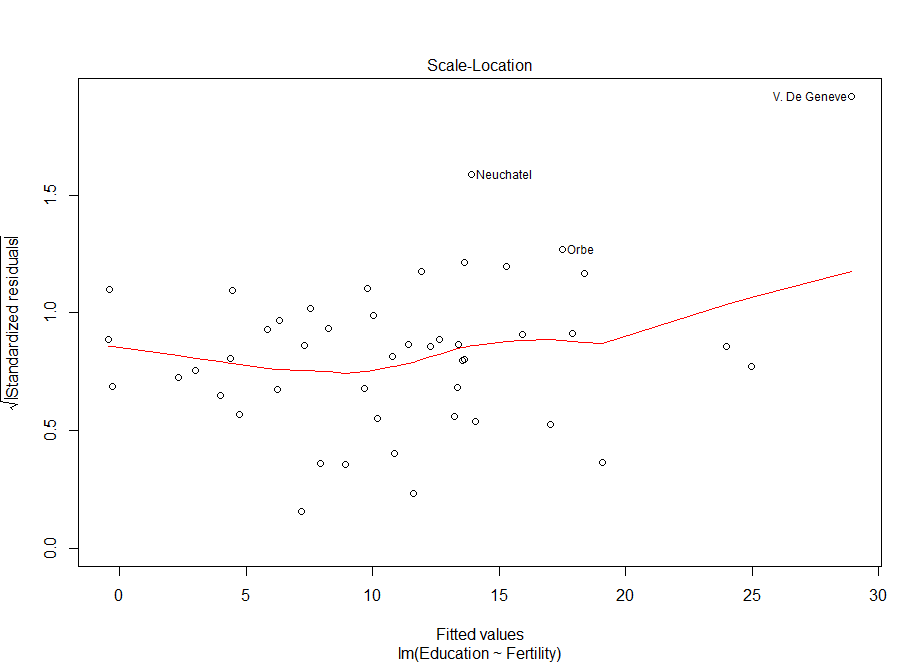 Scale-Location
V. De Geneve
Neuchatel
Orbe
√|Standardized residuals|
0.0
0.5
1.0
1.5
0
5
10
15
20
25
30
Fitted values
lm(Education ~ Fertility)